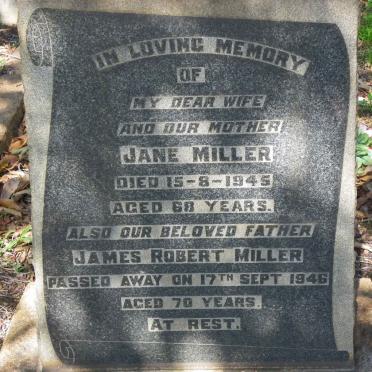 IN LOVING MEMORY
OF
MY DEAR WIFE
AND OUR MOTHER
JANE MILLER
DIED 15-8-1945
AGED 68 YEARS.
ALSO OUR BELOVED FATHER
JAMES ROBERT MILLER
PASSED AWAY ON 17TH SEPT 1946
AGED 70 YEARS.
AT REST.